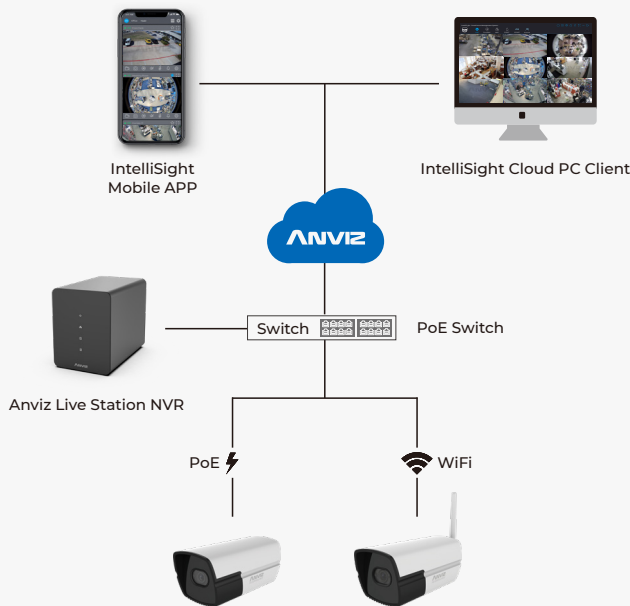 IntelliSight
Mobile APP
IntelliSight Cloud PC Client
ANVIZ
Switch
PoE Switch
Anviz Live Station NVR
PoE
WiFi